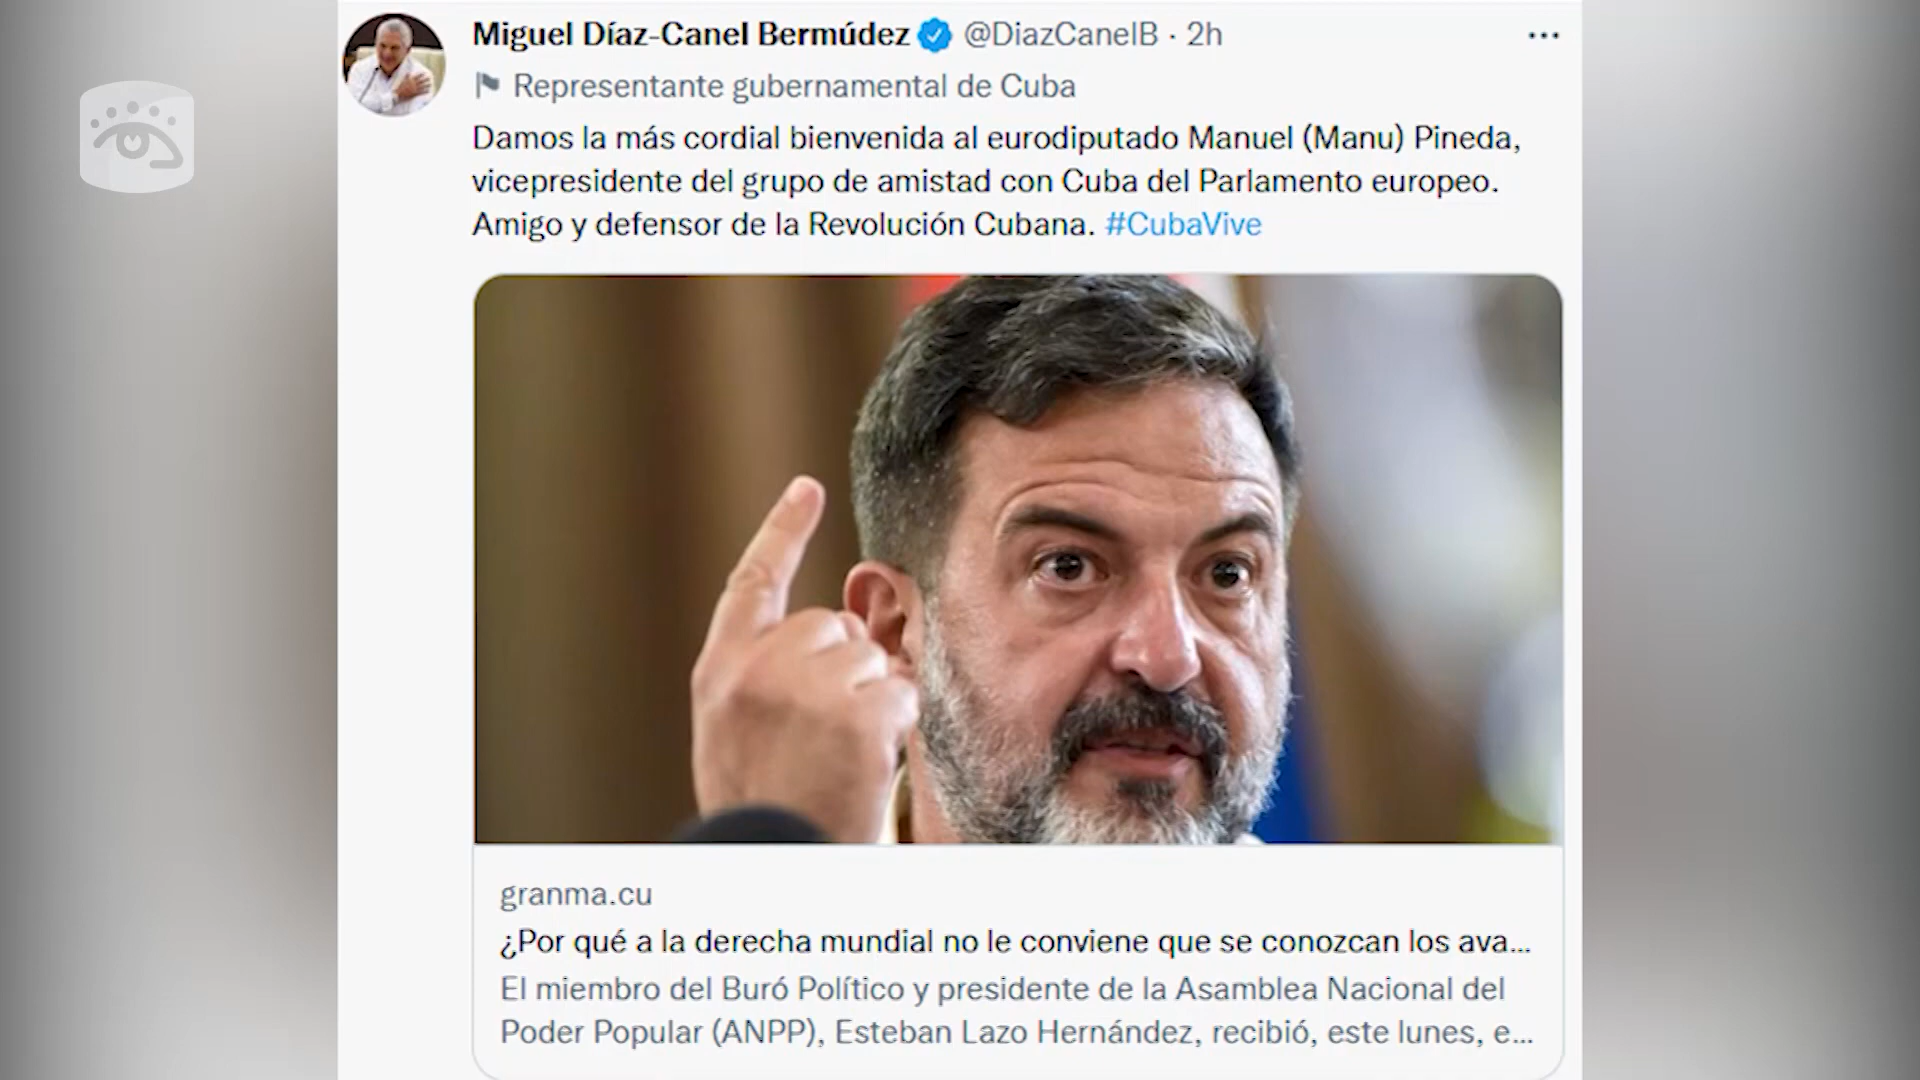 Miguel Díaz-Canel Bermúdez @DiazCanelB · 2h
Representante gubernamental de Cuba
Damos la más cordial bienvenida al eurodiputado Manuel (Manu) Pineda,
vicepresidente del grupo de amistad con Cuba del Parlamento europeo.
Amigo y defensor de la Revolución Cubana. #CubaVive
granma.cu
¿Por qué a la derecha mundial no le conviene que se conozcan los ava...
El miembro del Buró Político y presidente de la Asamblea Nacional del
Poder Popular (ANPP), Esteban Lazo Hernández, recibió, este lunes, e...